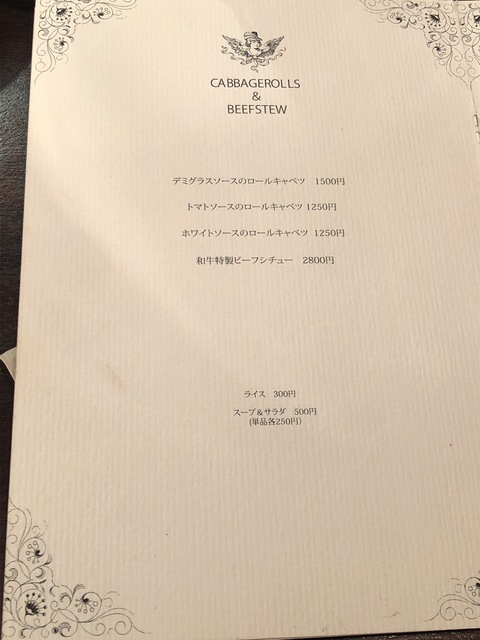 CABBAGEROLLS
&
BEEFSTEW
デミグラスソースのロールキャベツ　1500円
トマトソースのロールキャベツ 1250円
ホワイトソースのロールキャベツ　1250円
和牛特製ビーフシチュー　2800円
ライス　300円
スープ＆サラダ　500円
(単品各250円)